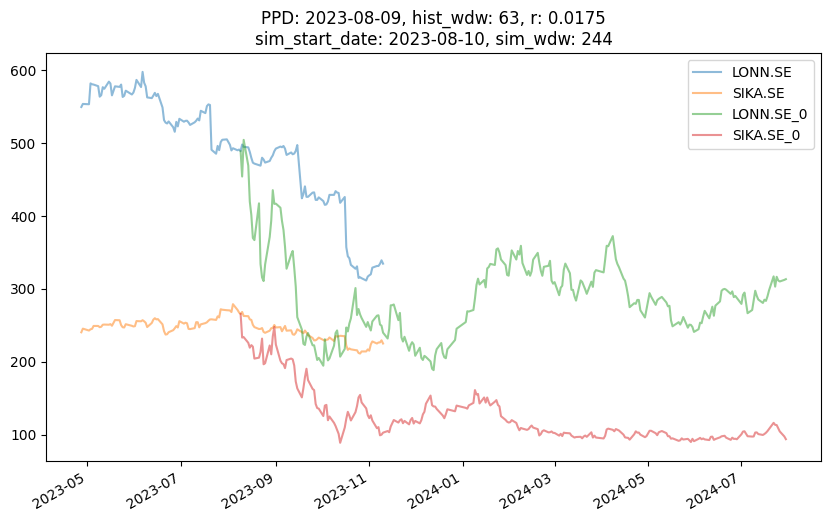 PPD: 2023-08-09, hist_wdw: 63, r: 0.0175
sim_start_date: 2023-08-10, sim_wdw: 244
LONN.SE
SIKA.SE
LONN.SE_0
SIKA.SE_0
600
500
400
300
200
100
2023-05
2023-07
2023-09
2023-11
2024-01
2024-03
2024-05
2024-07